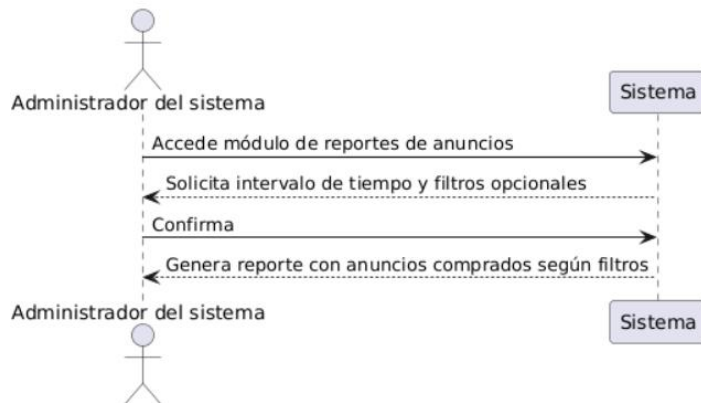 Administrador del sistema
Sistema
Accede módulo de reportes de anuncios
Solicita intervalo de tiempo y filtros opcionales
Confirma
Genera reporte con anuncios comprados según filtros
Administrador del sistema
Sistema